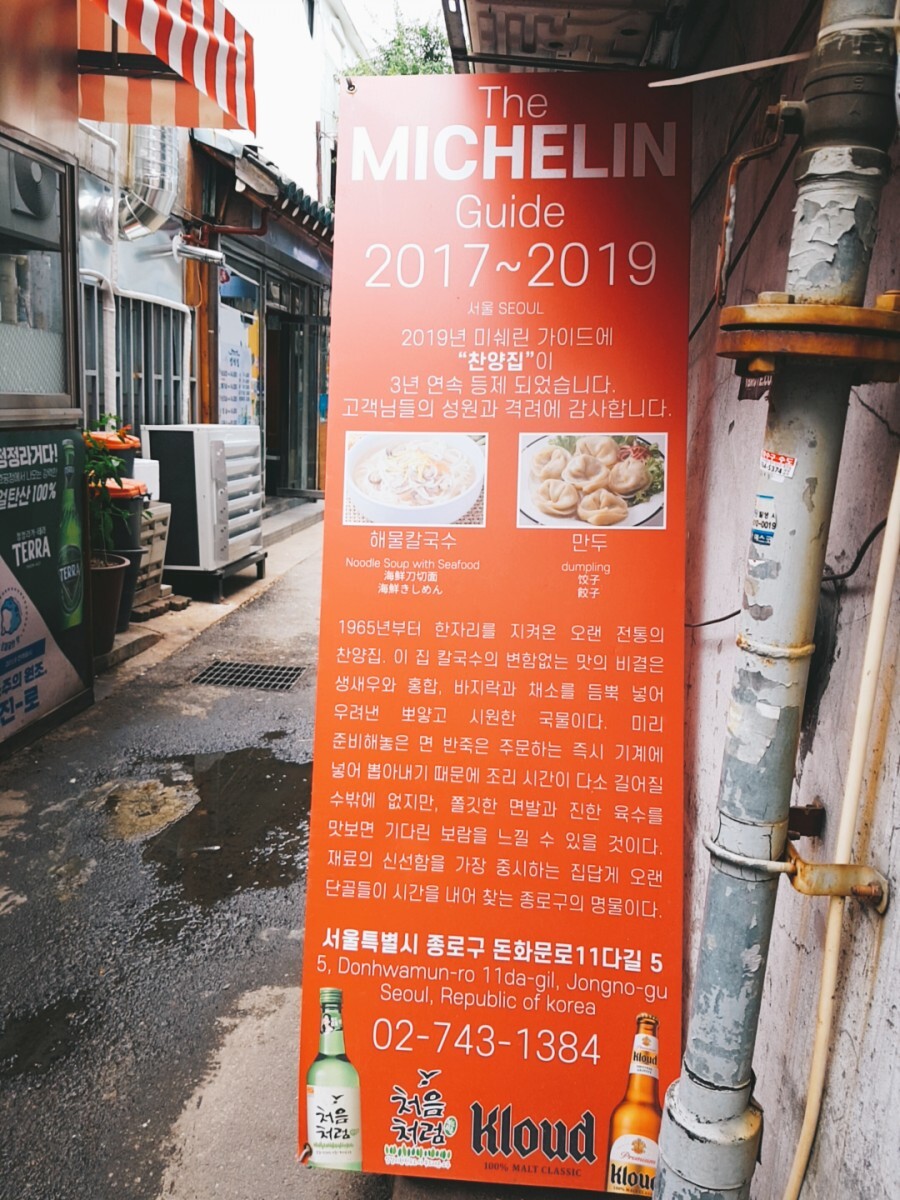 The
MICHELIN
Guide
2017~2019
서울 SEOUL
2019년 미쉐린 가이드에
“찬양집”이
3년 연속 등제 되었습니다.
고객님들의 성원과 격려에 감사합니다.
해물칼국수
Noodle Soup with Seafood
海鮮刀切面
海鮮きしめん
만두
dumpling
饺子
餃子
1965년부터 한자리를 지켜온 오랜 전통의
찬양집. 이 집 칼국수의 변함없는 맛의 비결은
생새우와 홍합, 바지락과 채소를 듬뿍 넣어
우려낸 뽀얗고 시원한 국물이다. 미리
준비해놓은 면 반죽은 주문하는 즉시 기계에
넣어 뽑아내기 때문에 조리 시간이 다소 길어질
수밖에 없지만, 쫄깃한 면발과 진한 육수를
맛보면 기다린 보람을 느낄 수 있을 것이다.
재료의 신선함을 가장 중시하는 집답게 오랜
단골들이 시간을 내어 찾는 종로구의 명물이다.
서울특별시 종로구 돈화문로11다길 5
5, Donhwamun-ro 11da-gil, Jongno-gu
Seoul, Republic of korea
02-743-1384
처음
처럼
처음
처럼
Kloud
100% MALT CLASSIC
Kloud
Kloud
정정리거다!
100%
TERRA
TERRA
원조.